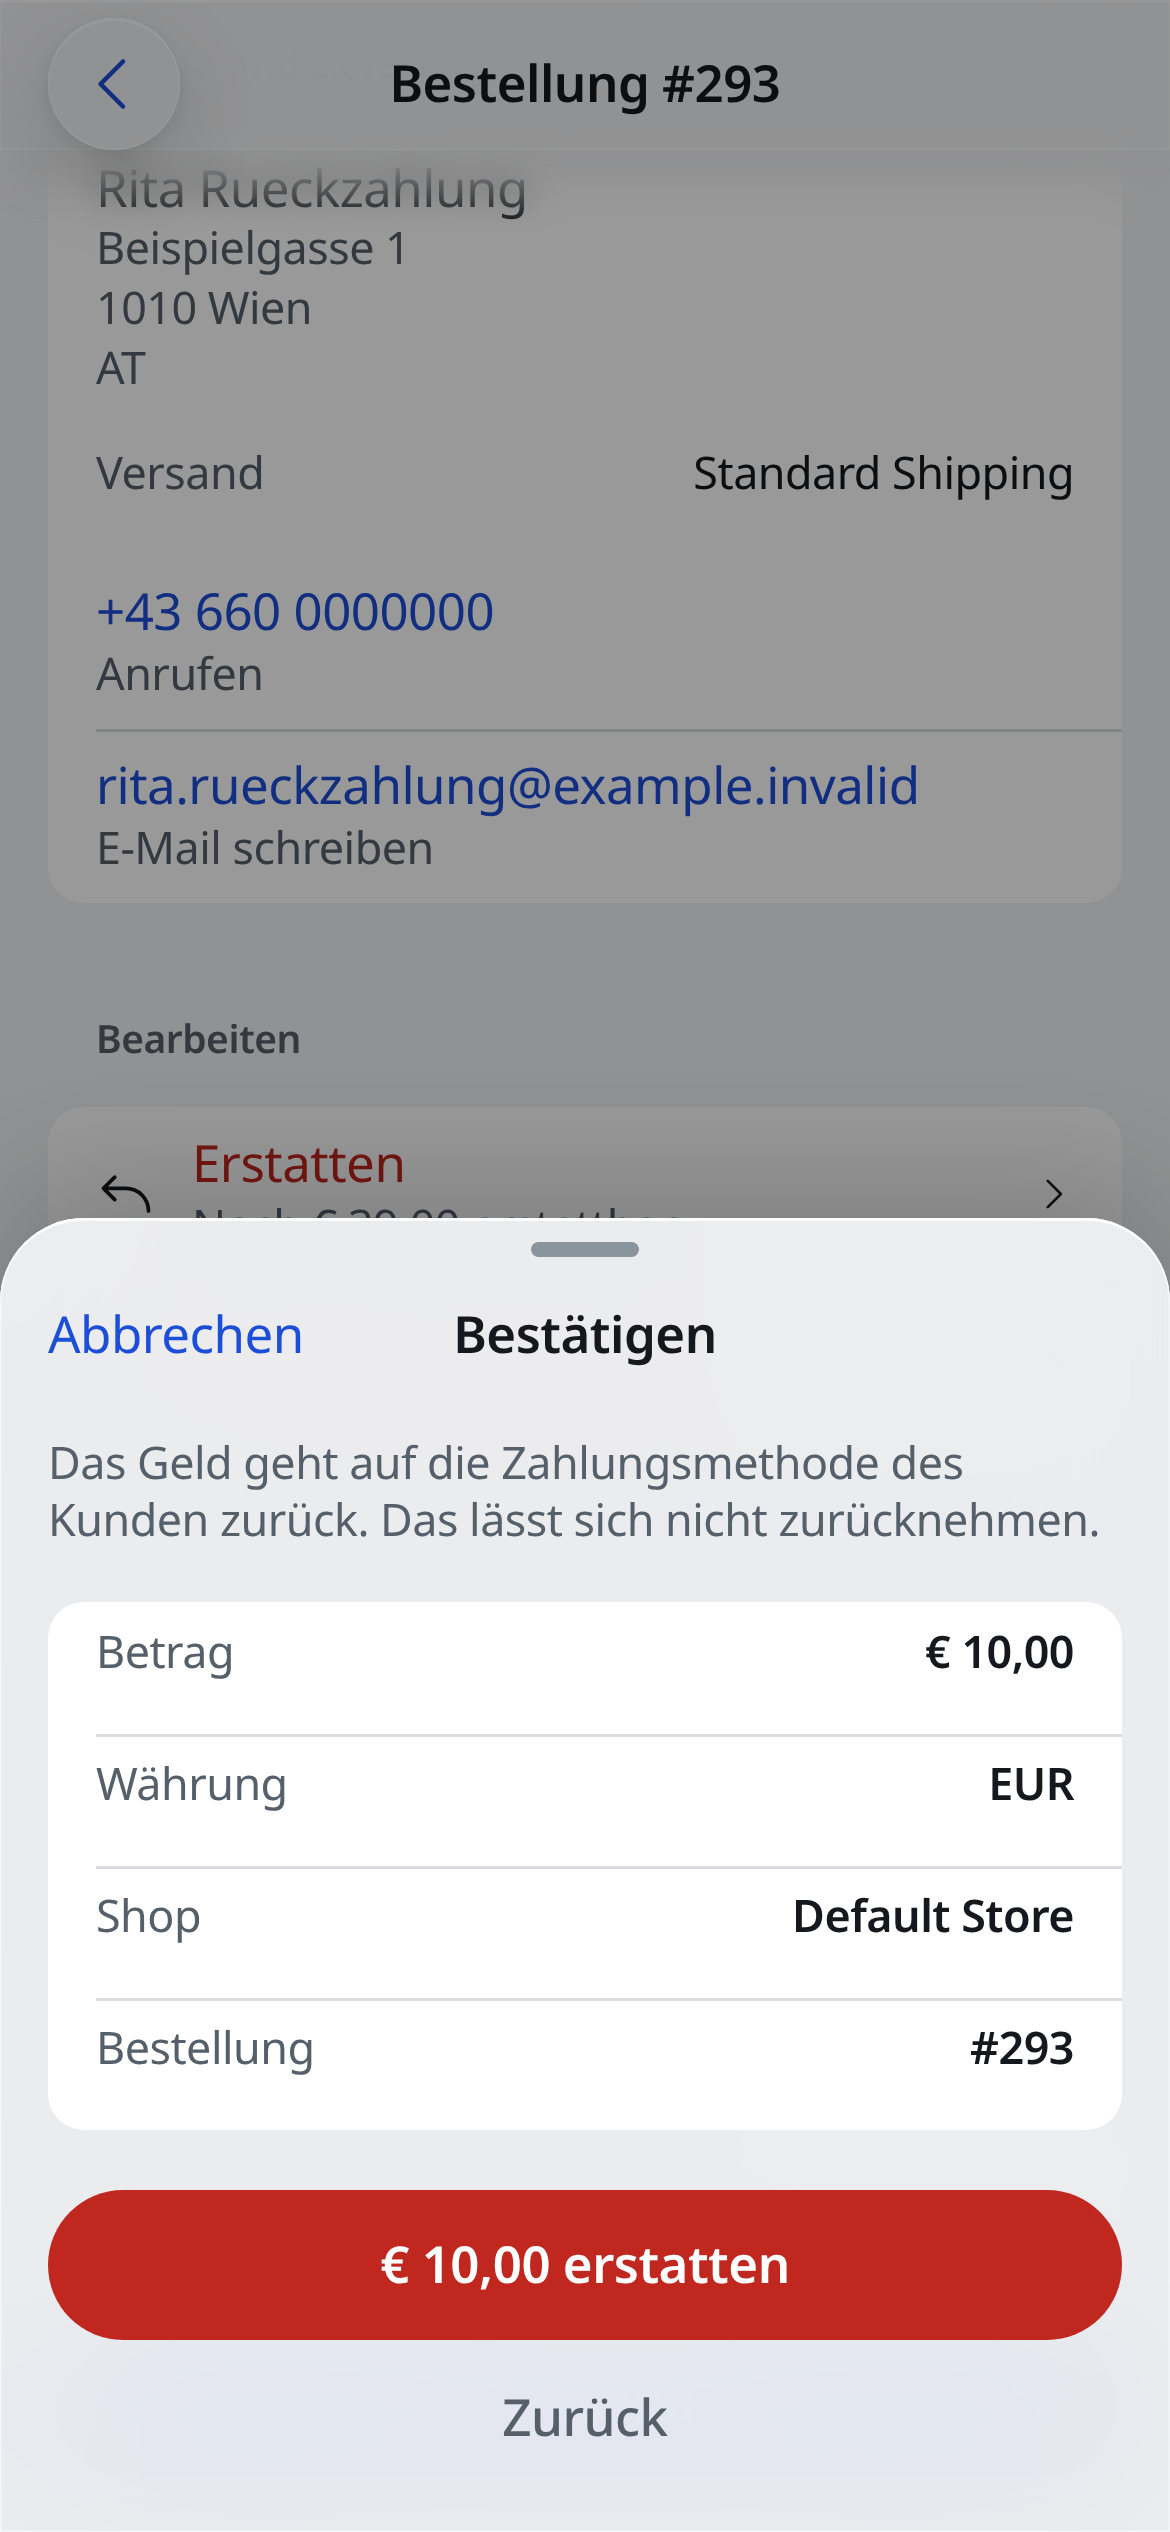 Bestellung #293
Rita Rueckzahlung
Beispielgasse 1
1010 Wien
AT
Versand Standard Shipping
+43 660 0000000
Anrufen
rita.rueckzahlung@example.invalid
E-Mail schreiben
Bearbeiten
Erstatten
Abbrechen Bestätigen
Das Geld geht auf die Zahlungsmethode des
Kunden zurück. Das lässt sich nicht zurücknehmen.
Betrag € 10,00
Währung EUR
Shop Default Store
Bestellung #293
€ 10,00 erstatten
Zurück